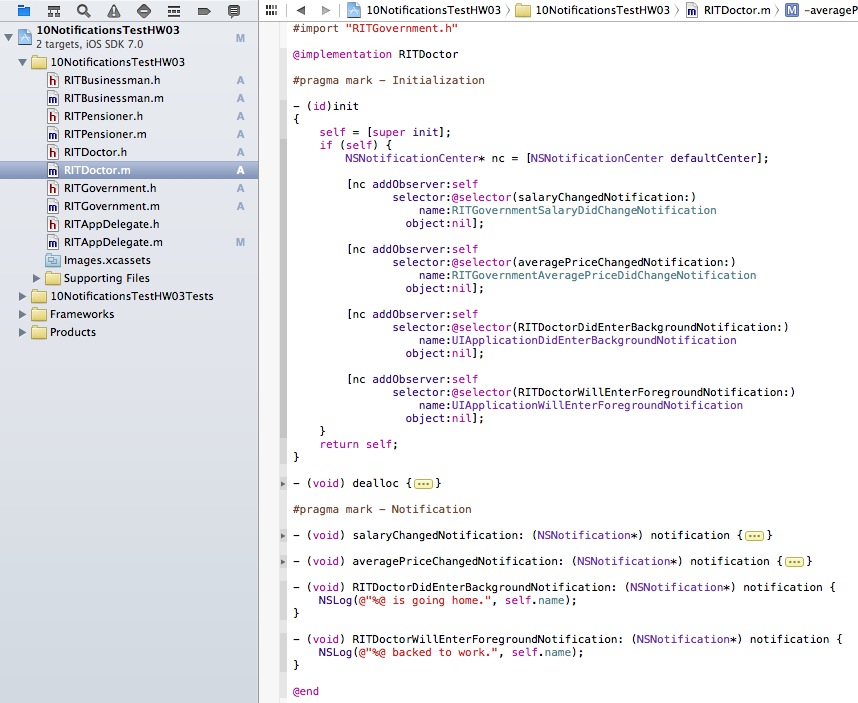 10NotificationsTestHW03
2 targets, iOS SDK 7.0
M
10NotificationsTestHW03
RITBusinessman.h
A
RITBusinessman.m
A
RITPensioner.h
A
RITPensioner.m
A
RITDoctor.h
A
RITDoctor.m
A
RITGovernment.h
A
RITGovernment.m
A
RITAppDelegate.h
RITAppDelegate.m
M
Images.xcassets
Supporting Files
10NotificationsTestHW03Tests
Frameworks
Products
10NotificationsTestHW03 〉 10NotificationsTestHW03 〉 RITDoctor.m 〉 M -averageP
#import "RITGovernment.h"
@implementation RITDoctor
#pragma mark - Initialization
- (id)init
{
self = [super init];
if (self) {
NSNotificationCenter* nc = [NSNotificationCenter defaultCenter];
[nc addObserver:self
selector:@selector(salaryChangedNotification:)
name:RITGovernmentSalaryDidChangeNotification
object:nil];
[nc addObserver:self
selector:@selector(averagePriceChangedNotification:)
name:RITGovernmentAveragePriceDidChangeNotification
object:nil];
[nc addObserver:self
selector:@selector(RITDoctorDidEnterBackgroundNotification:)
name:UIApplicationDidEnterBackgroundNotification
object:nil];
[nc addObserver:self
selector:@selector(RITDoctorWillEnterForegroundNotification:)
name:UIApplicationWillEnterForegroundNotification
object:nil];
}
return self;
}
- (void) dealloc {...}
#pragma mark - Notification
- (void) salaryChangedNotification: (NSNotification*) notification {...}
- (void) averagePriceChangedNotification: (NSNotification*) notification {...}
- (void) RITDoctorDidEnterBackgroundNotification: (NSNotification*) notification {
NSLog(@"%@ is going home.", self.name);
}
- (void) RITDoctorWillEnterForegroundNotification: (NSNotification*) notification {
NSLog(@"%@ backed to work.", self.name);
}
@end